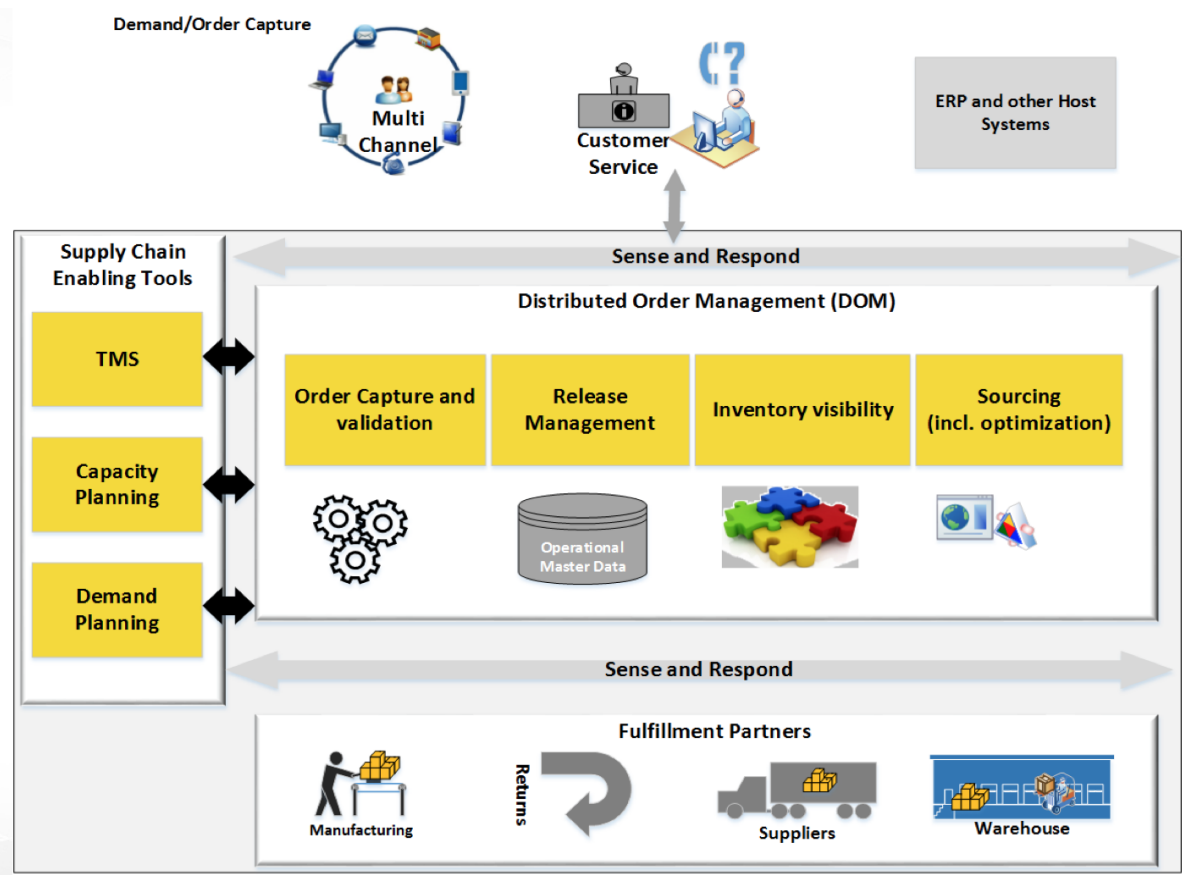 Demand/Order Capture
Multi
Channel
Customer
Service
ERP and other Host
Systems
Supply Chain
Enabling Tools
TMS
Capacity
Planning
Demand
Planning
Sense and Respond
Distributed Order Management (DOM)
Order Capture and
validation
Release
Management
Inventory visibility
Sourcing
(incl. optimization)
Operational
Master Data
Sense and Respond
Fulfillment Partners
Manufacturing
Returns
Suppliers
Warehouse